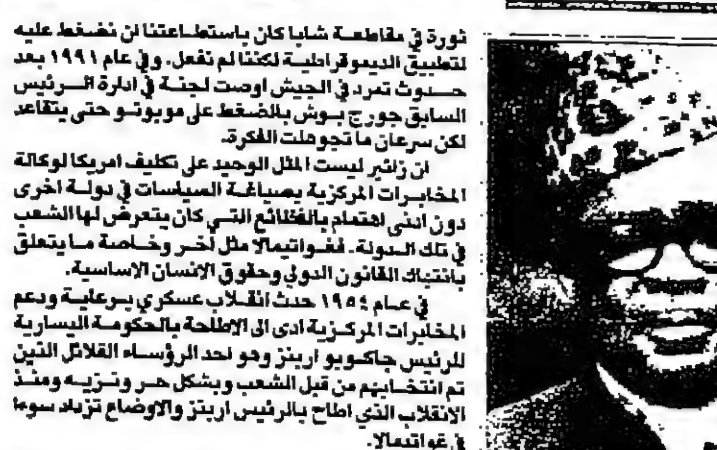 ثورة في مقاطعة شابا كان باستطاعتنا ان نضغط عليه
لتطبيق الديموقراطية لكننا لم نفعل. وفي عام ١٩٩١ بعد
حدوث تمرد في الجيش اوصت لجنة في ادارة الرئيس
السابق جورج بوش بالضغط على موبوتو حتى يتقاعد
لكن سرعان ما تجوهلت الفكرة.
ان زائير ليست المثل الوحيد على تكليف امريكا لوكالة
المخابرات المركزية بصياغة السياسات في دولة اخرى
دون ادنى اهتمام بالفظائع التي كان يتعرض لها الشعب
في تلك الدولة. فغواتيمالا مثل آخر وخاصة ما يتعلق
بانتهاك القانون الدولي وحقوق الانسان الاساسية.
في عام ١٩٥٤ حدث انقلاب عسكري برعاية ودعم
المخابرات المركزية ادى الى الاطاحة بالحكومة اليسارية
للرئيس جاكوبو اربنز وهو احد الرؤساء القلائل الذين
تم انتخابهم من قبل الشعب وبشكل حر ونزيه ومنذ
الانقلاب الذي اطاح بالرئيس اربنز والاوضاع تزداد سوءا
في غواتيمالا.